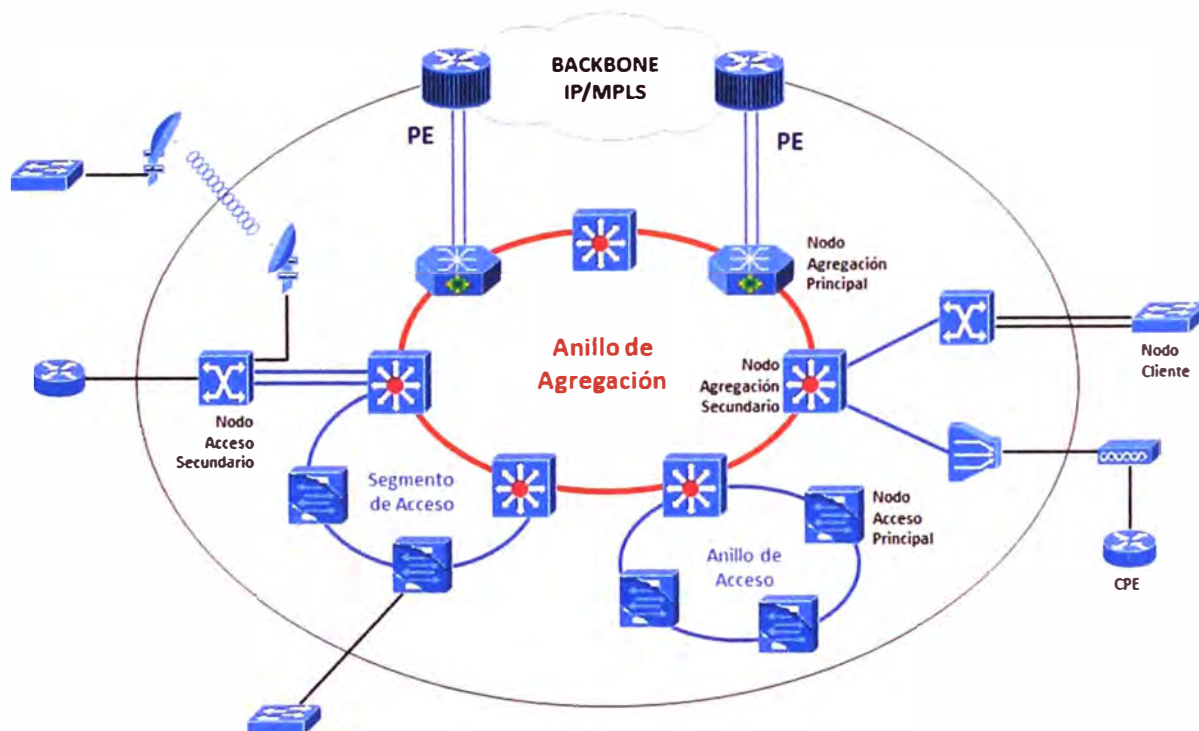 BACKBONE
IP/MPLS
PE
PE
Nodo
Agregación
Principal
Anillo de
Agregación
Nodo
Agregación
Secundario
Nodo
Cliente
Nodo
Acceso
Secundario
Segmento
de Acceso
Nodo
Acceso
Principal
Anillo de
Acceso
CPE